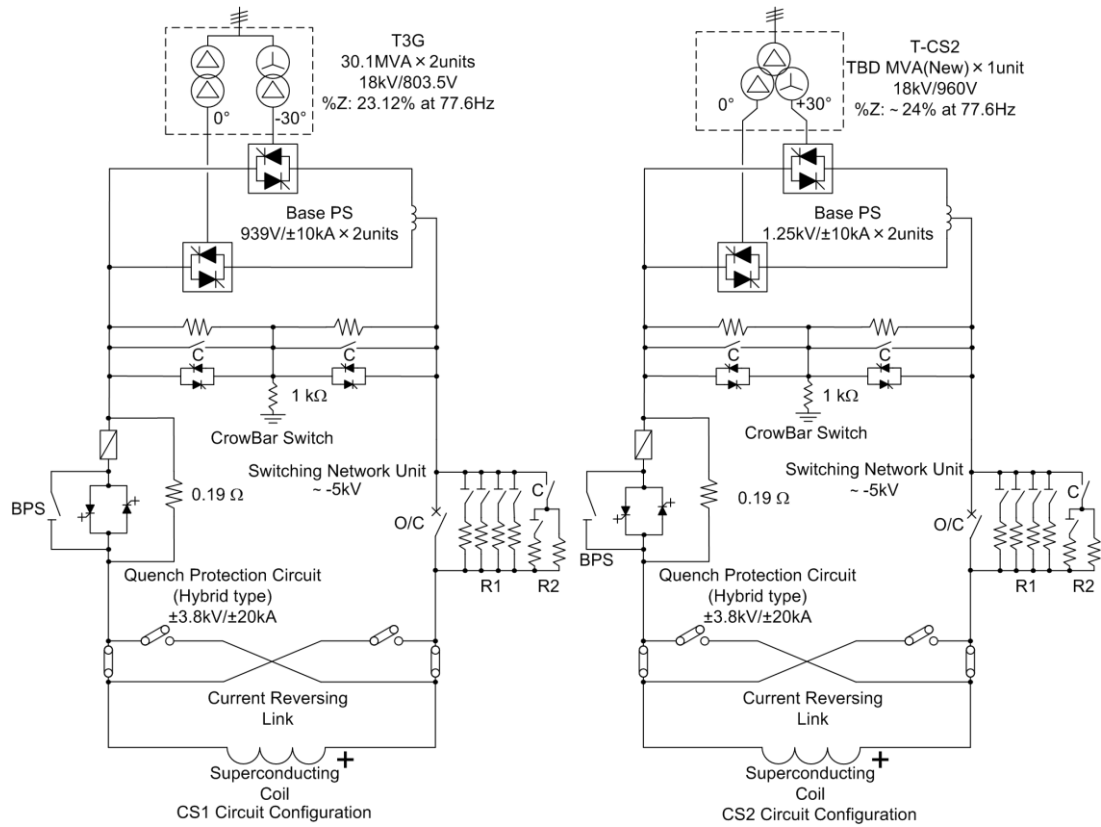 T3G
30.1MVA × 2units
18kV/803.5V
%Z: 23.12% at 77.6Hz
0°
-30°
Base PS
939V/±10kA × 2units
C
C
1 kΩ
CrowBar Switch
Switching Network Unit
~ -5kV
BPS
0.19 Ω
O/C
C
R1
R2
Quench Protection Circuit
(Hybrid type)
±3.8kV/±20kA
Current Reversing
Link
+
Superconducting
Coil
CS1 Circuit Configuration
T-CS2
TBD MVA(New) × 1unit
18kV/960V
%Z: ~ 24% at 77.6Hz
0°
+30°
Base PS
1.25kV/±10kA × 2units
C
C
1 kΩ
CrowBar Switch
Switching Network Unit
~ -5kV
BPS
0.19 Ω
O/C
C
R1
R2
Quench Protection Circuit
(Hybrid type)
±3.8kV/±20kA
Current Reversing
Link
+
Superconducting
Coil
CS2 Circuit Configuration